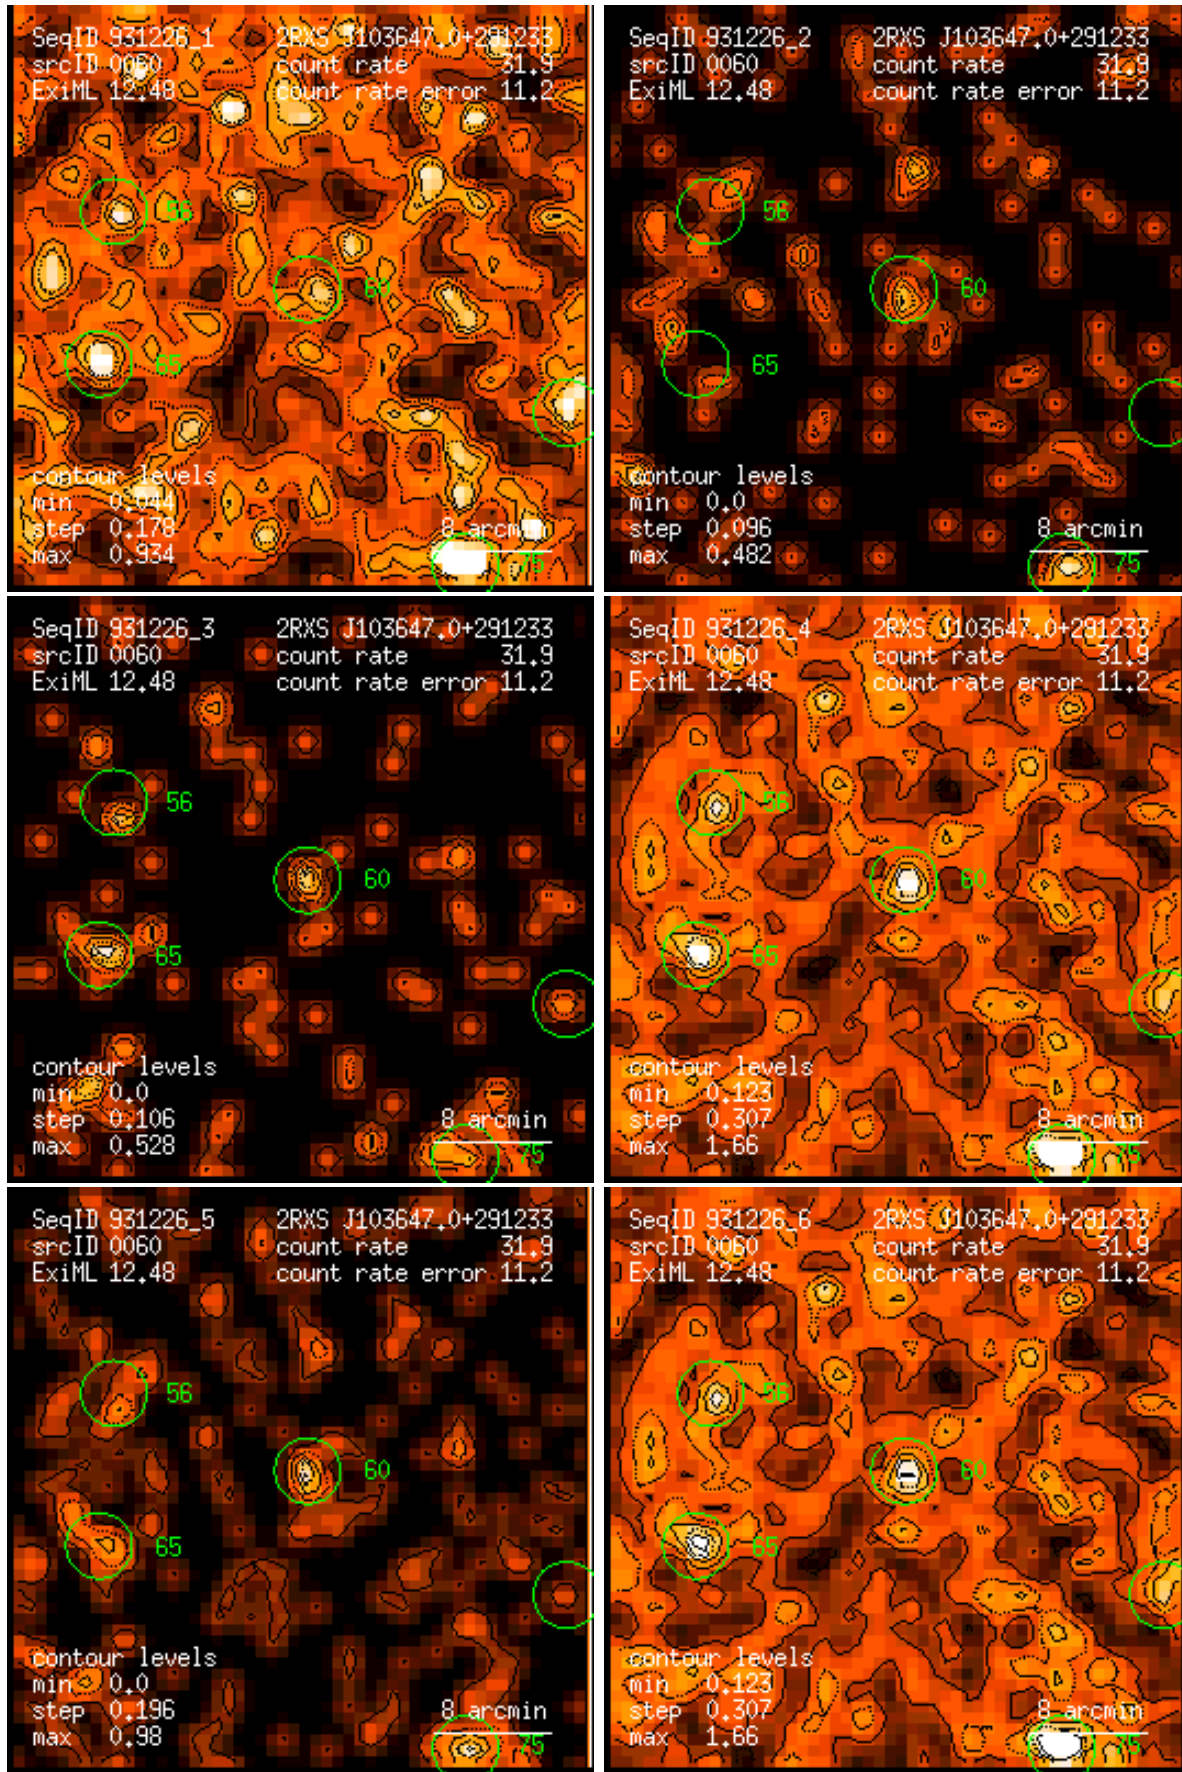 SeqID 931226_1 2RXS J103647.0+291233
srcID 0060 count rate 31.9
ExiML 12.48 count rate error 11.2
56
60
65
contour levels
min 0.044
step 0.178 8 arcmin
max 0.934 75
SeqID 931226_2 2RXS J103647.0+291233
srcID 0060 count rate 31.9
ExiML 12.48 count rate error 11.2
56
60
65
contour levels
min 0.0
step 0.096 8 arcmin
max 0.482 75
SeqID 931226_3 2RXS J103647.0+291233
srcID 0060 count rate 31.9
ExiML 12.48 count rate error 11.2
56
60
65
contour levels
min 0.0
step 0.106 8 arcmin
max 0.528 75
SeqID 931226_4 2RXS J103647.0+291233
srcID 0060 count rate 31.9
ExiML 12.48 count rate error 11.2
56
60
65
contour levels
min 0.123
step 0.307 8 arcmin
max 1.66 75
SeqID 931226_5 2RXS J103647.0+291233
srcID 0060 count rate 31.9
ExiML 12.48 count rate error 11.2
56
60
65
contour levels
min 0.0
step 0.196 8 arcmin
max 0.98 75
SeqID 931226_6 2RXS J103647.0+291233
srcID 0060 count rate 31.9
ExiML 12.48 count rate error 11.2
56
60
65
contour levels
min 0.123
step 0.307 8 arcmin
max 1.66 75